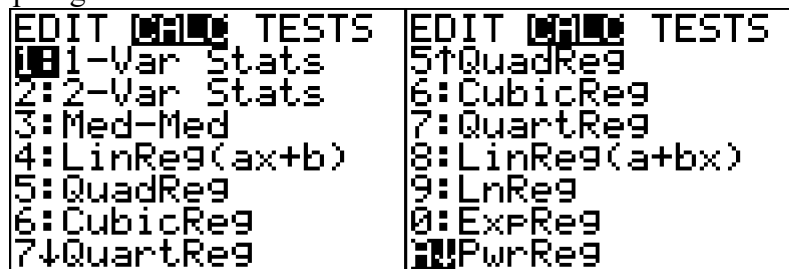 EDIT CALC TESTS
1:1-Var Stats
2:2-Var Stats
3:Med-Med
4:LinReg(ax+b)
5:QuadReg
6:CubicReg
7↓QuartReg
EDIT CALC TESTS
5↑QuadReg
6:CubicReg
7:QuartReg
8:LinReg(a+bx)
9:LnReg
0:ExpReg
A↓PwrReg